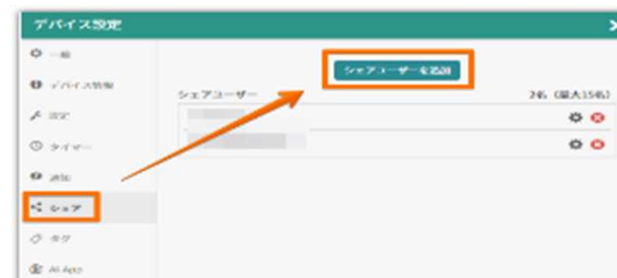 デバイス設定
一般
デバイス情報
設定
タイマー
通知
シェア
タグ
AI App
シェアユーザーを追加
シェアユーザー
2名 (最大15名)